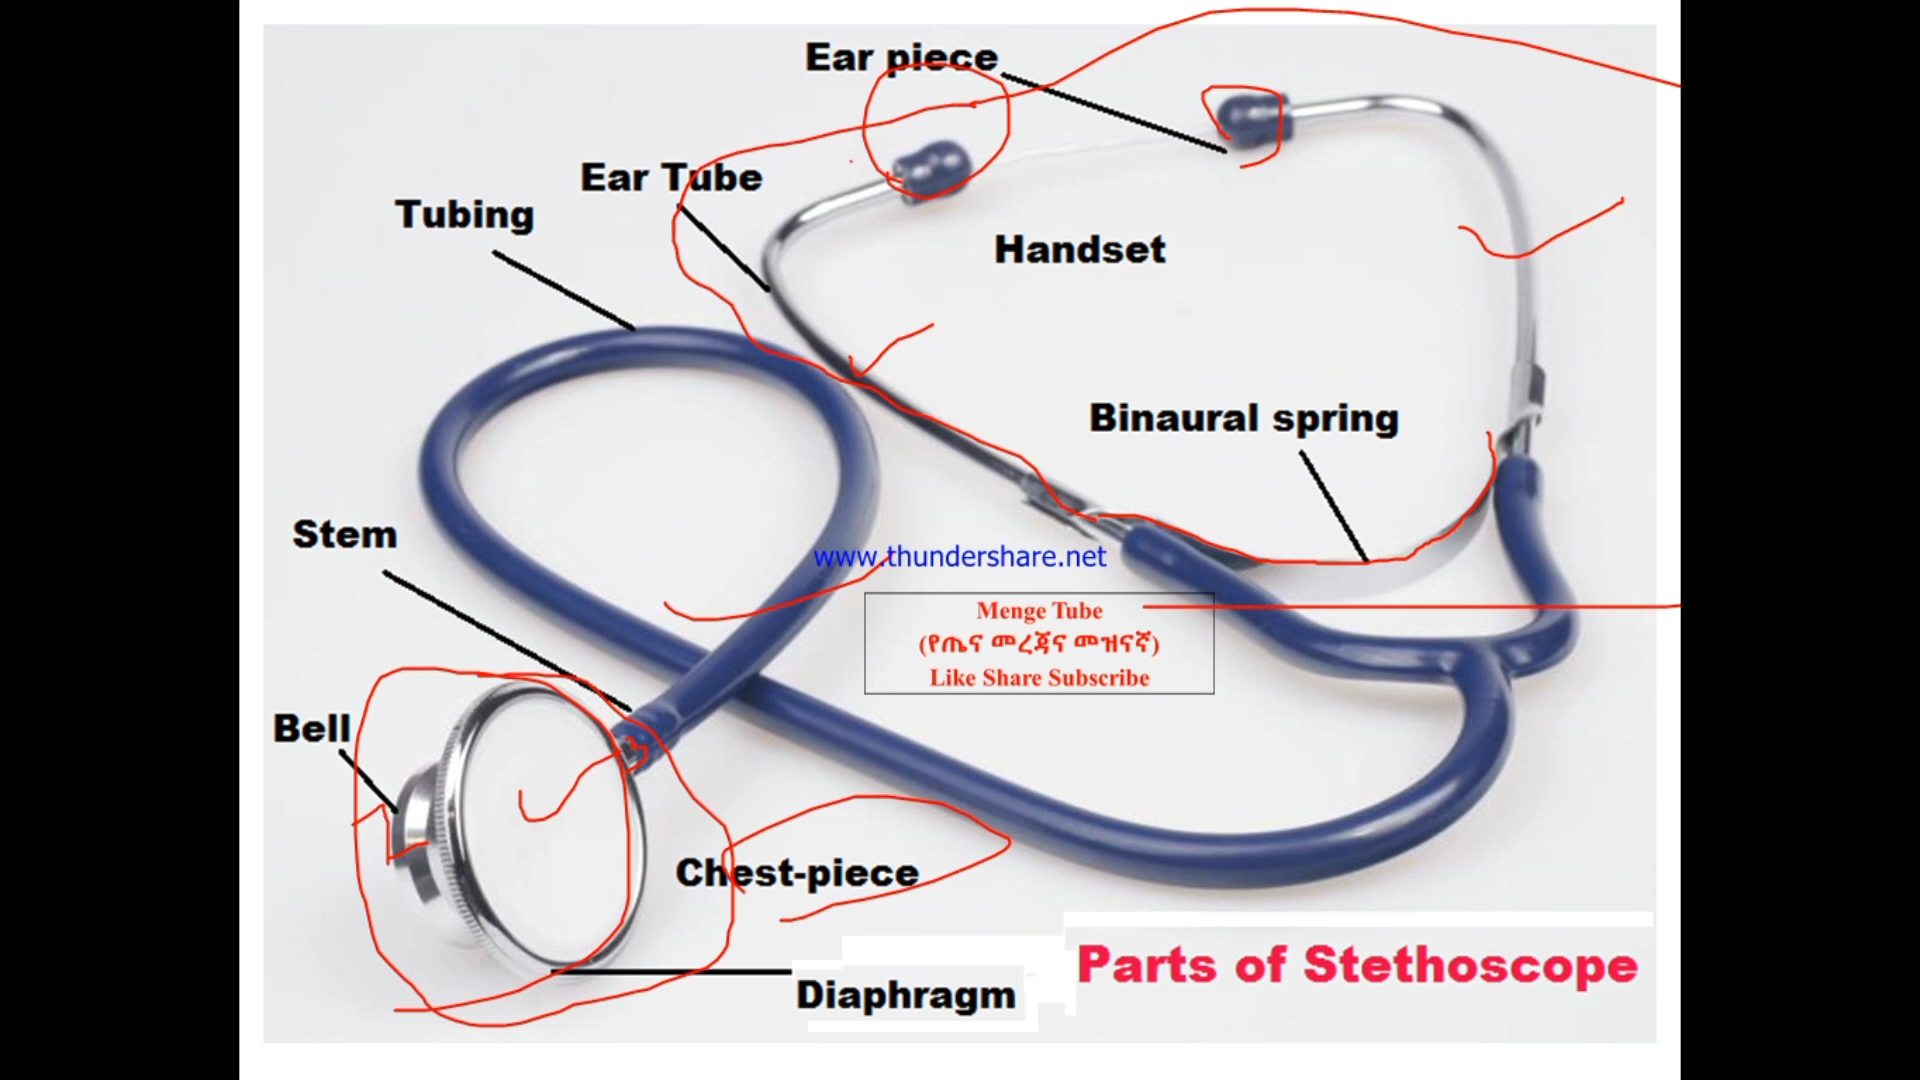 Ear piece
Ear Tube
Tubing
Handset
Binaural spring
Stem
www.thundershare.net
Menge Tube
(የጤና መረጃና መዝናኛ)
Like Share Subscribe
Bell
Chest-piece
Diaphragm
Parts of Stethoscope